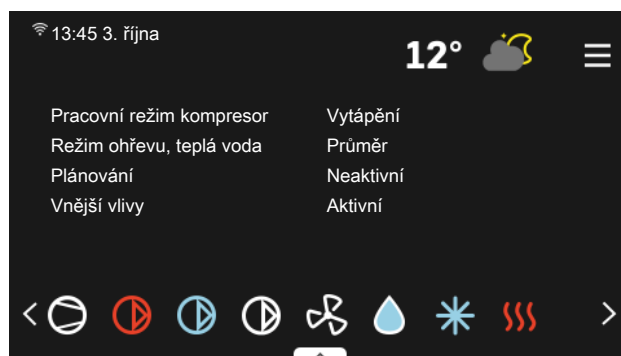 13:45 3. října
12°
Pracovní režim kompresor Vytápění
Režim ohřevu, teplá voda Průměr
Plánování Neaktivní
Vnější vlivy Aktivní